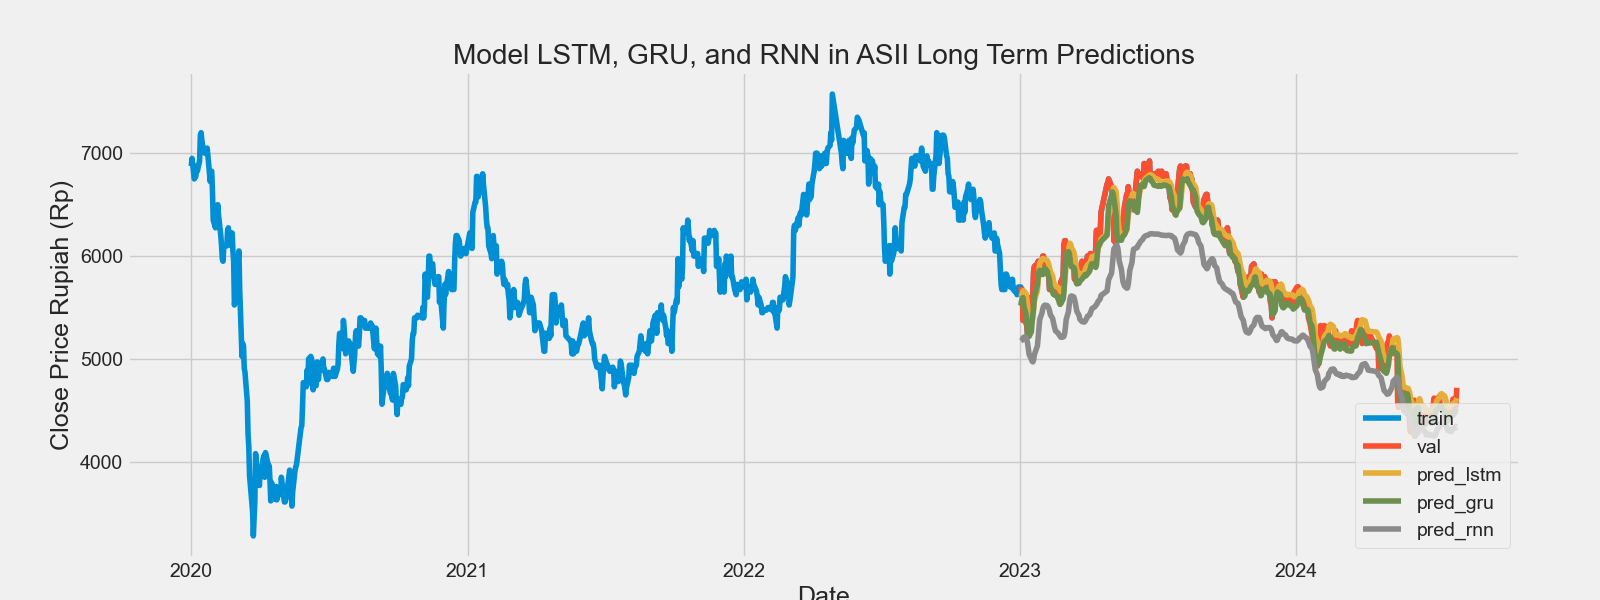 Model LSTM, GRU, and RNN in ASII Long Term Predictions
Close Price Rupiah (Rp)
7000
6000
5000
4000
train
val
pred_lstm
pred_gru
pred_rnn
2020 2021 2022 2023 2024
Date